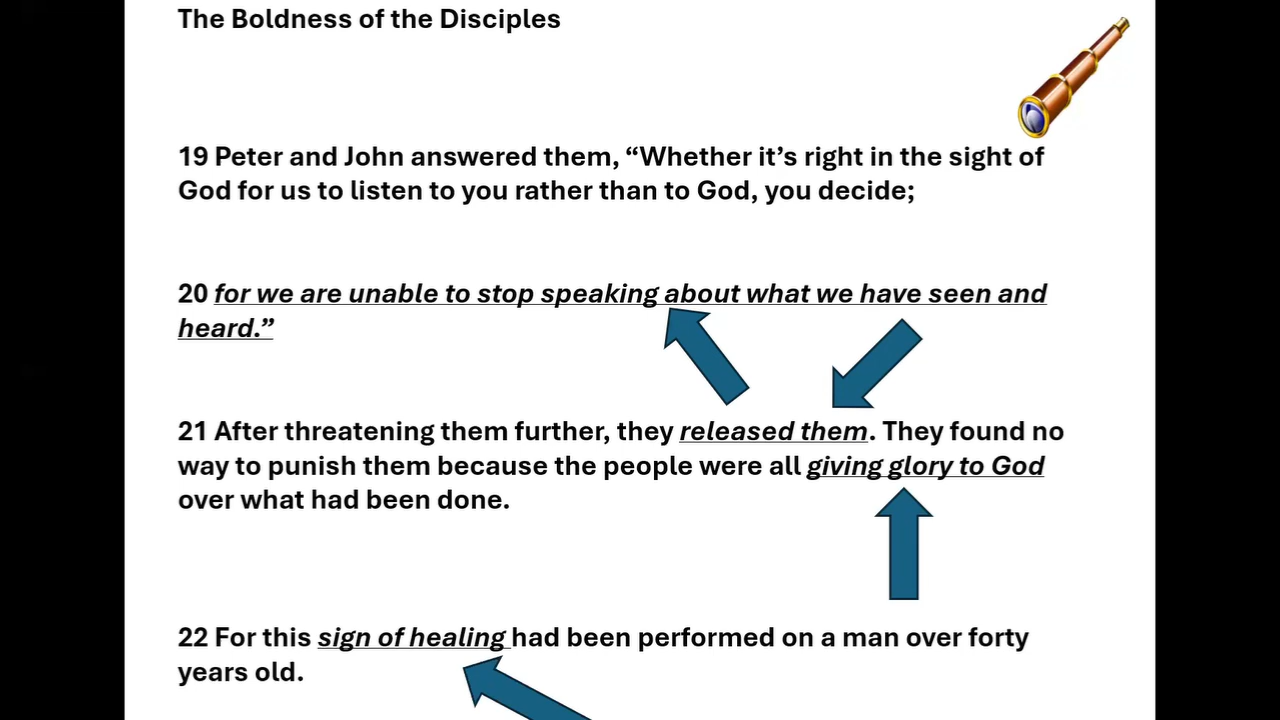 The Boldness of the Disciples
19 Peter and John answered them, “Whether it’s right in the sight of
God for us to listen to you rather than to God, you decide;
20 for we are unable to stop speaking about what we have seen and
heard.”
21 After threatening them further, they released them. They found no
way to punish them because the people were all giving glory to God
over what had been done.
22 For this sign of healing had been performed on a man over forty
years old.